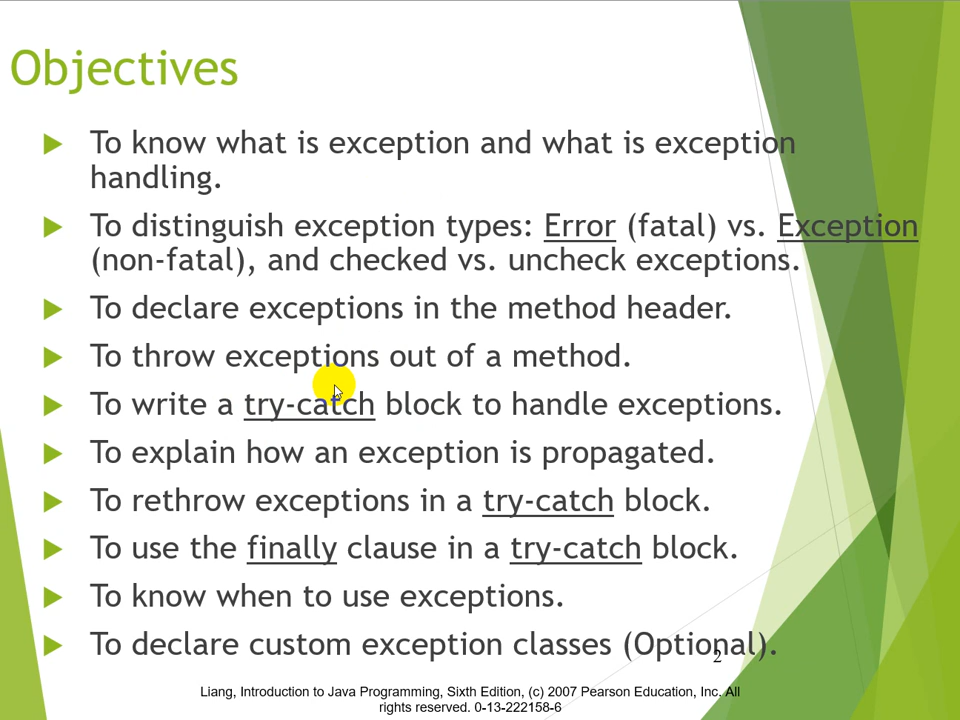 Objectives
To know what is exception and what is exception
handling.
To distinguish exception types: Error (fatal) vs. Exception
(non-fatal), and checked vs. uncheck exceptions.
To declare exceptions in the method header.
To throw exceptions out of a method.
To write a try-catch block to handle exceptions.
To explain how an exception is propagated.
To rethrow exceptions in a try-catch block.
To use the finally clause in a try-catch block.
To know when to use exceptions.
To declare custom exception classes (Optional).
2
Liang, Introduction to Java Programming, Sixth Edition, (c) 2007 Pearson Education, Inc. All
rights reserved. 0-13-222158-6